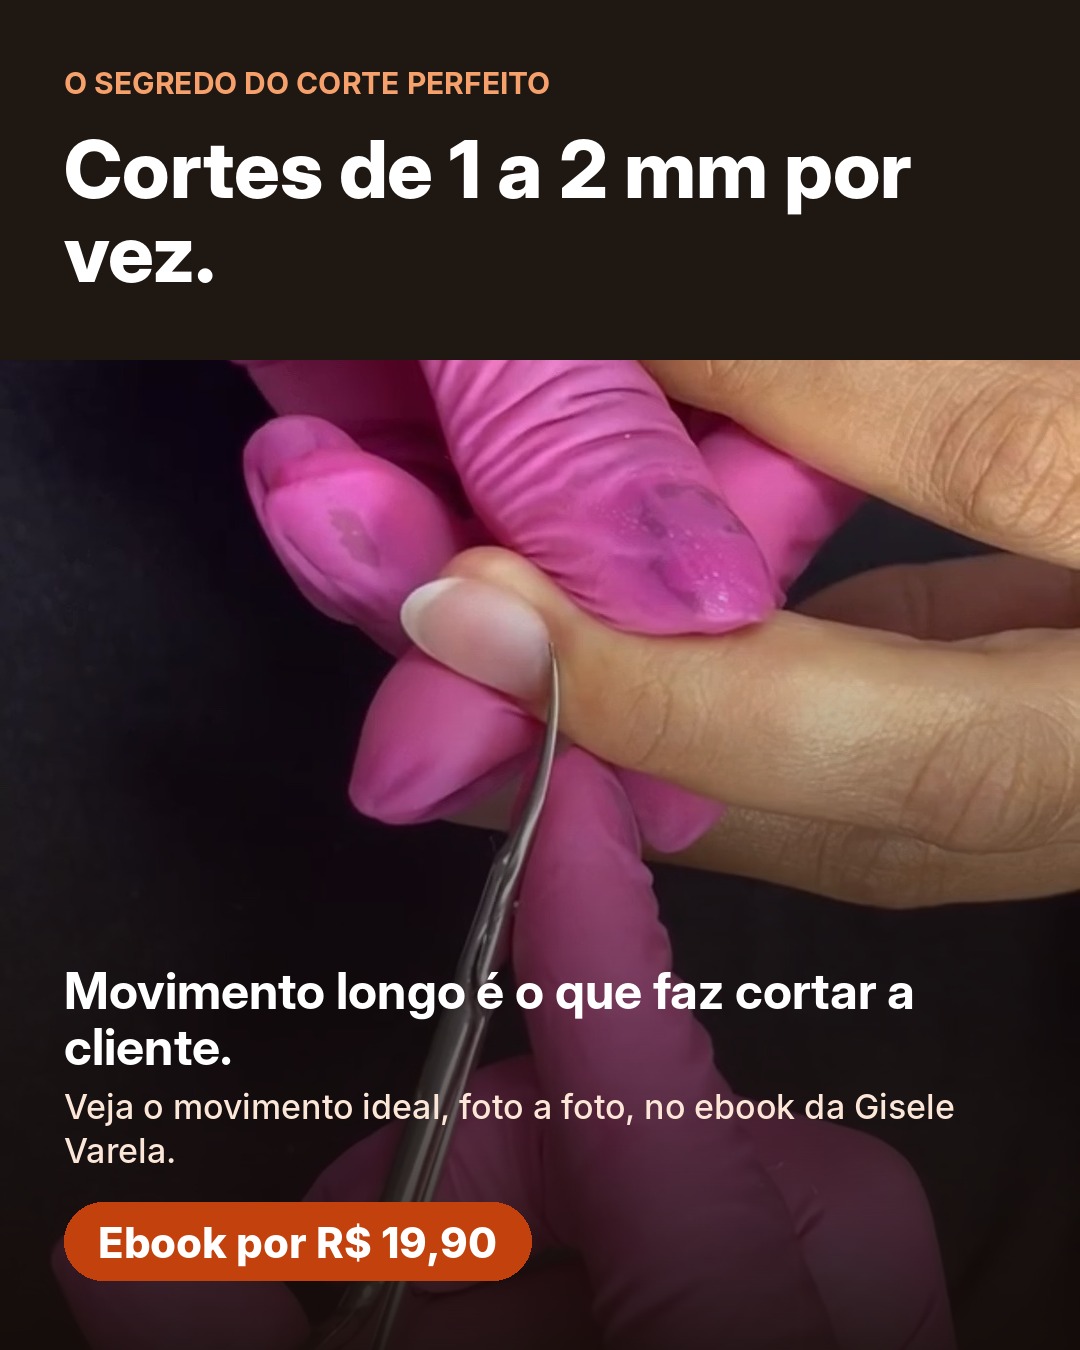 O SEGREDO DO CORTE PERFEITO
Cortes de 1 a 2 mm por
vez.
Movimento longo é o que faz cortar a
cliente.
Veja o movimento ideal, foto a foto, no ebook da Gisele
Varela.
Ebook por R$ 19,90